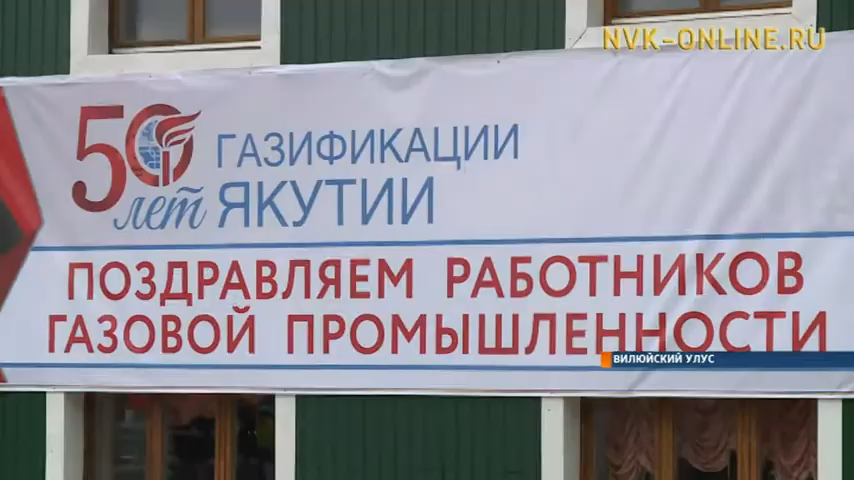 NVK-ONLINE.RU
50 ГАЗИФИКАЦИИ
лет ЯКУТИИ
ПОЗДРАВЛЯЕМ РАБОТНИКОВ
ГАЗОВОЙ ПРОМЫШЛЕННОСТИ
ВИЛЮЙСКИЙ УЛУС